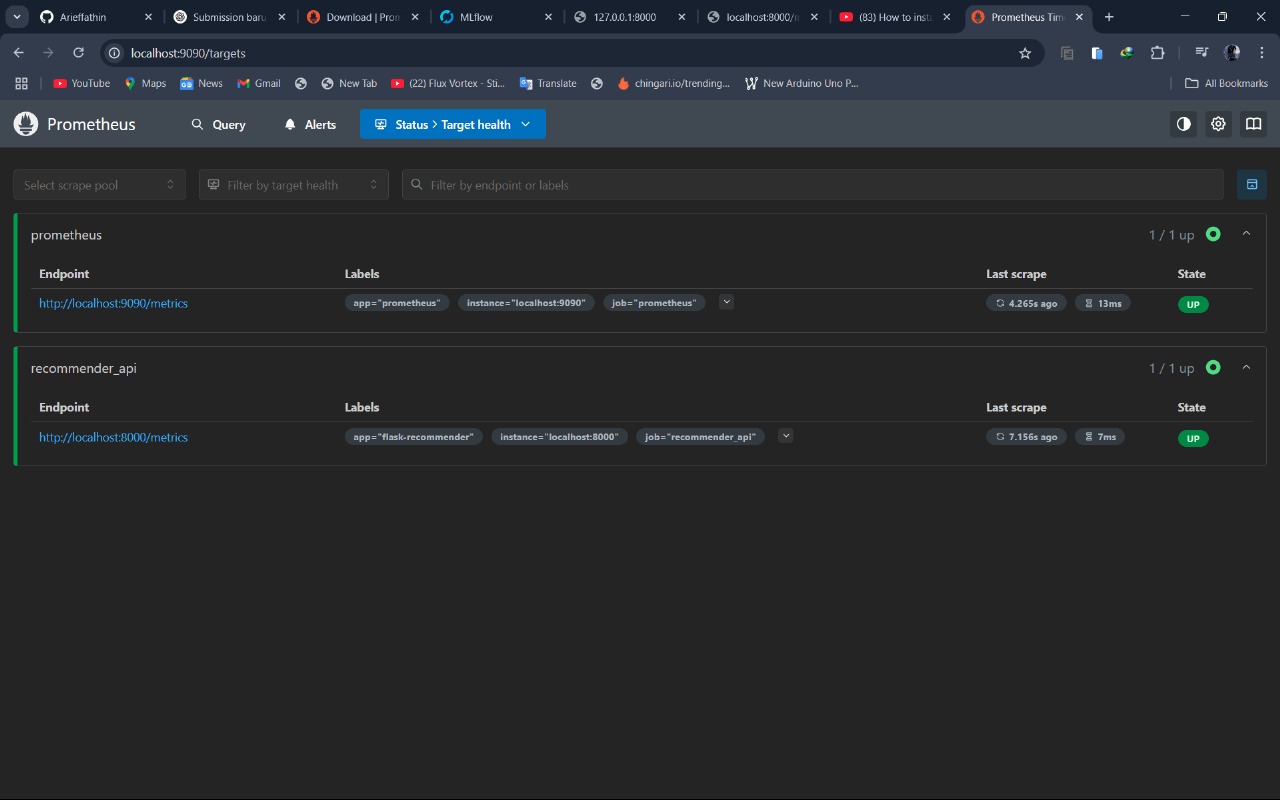 Arieffathin
Submission baru
Download | Pron
MLflow
127.0.0.1:8000
localhost:8000/m
(83) How to insta
Prometheus Tim
localhost:9090/targets
YouTube
Maps
News
Gmail
New Tab
(22) Flux Vortex - Sti...
Translate
chingari.io/trending...
New Arduino Uno P...
All Bookmarks
Prometheus
Query
Alerts
Status > Target health
Select scrape pool
Filter by target health
Filter by endpoint or labels
prometheus
1 / 1 up
Endpoint Labels Last scrape State
http://localhost:9090/metrics app="prometheus" instance="localhost:9090" job="prometheus" 4.265s ago 13ms UP
recommender_api
1 / 1 up
Endpoint Labels Last scrape State
http://localhost:8000/metrics app="flask-recommender" instance="localhost:8000" job="recommender_api" 7.156s ago 7ms UP